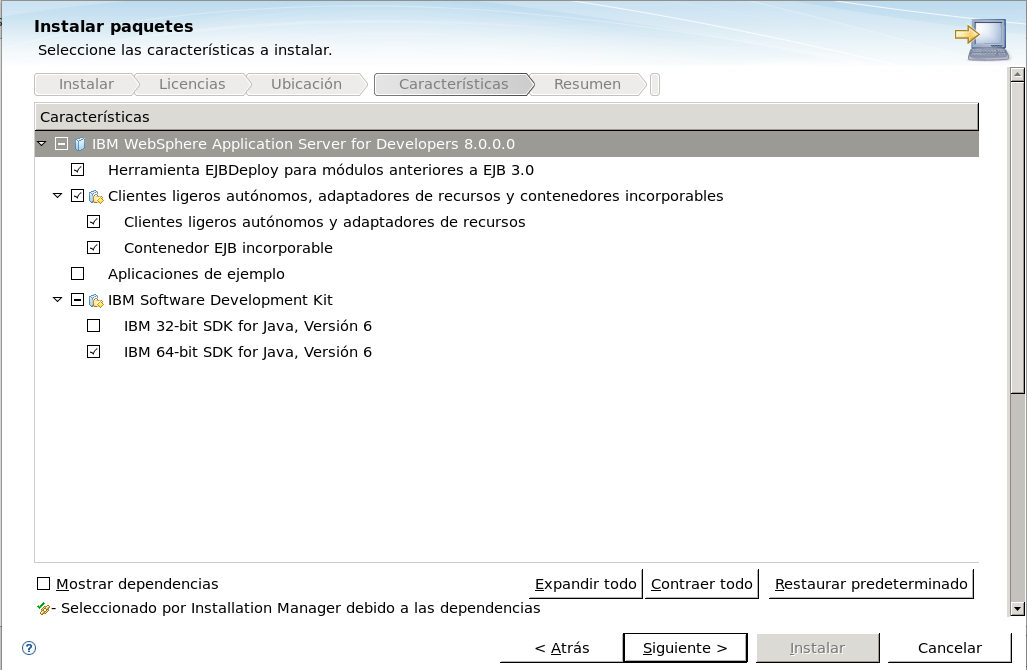 Instalar paquetes
Seleccione las características a instalar.
Instalar Licencias Ubicación Características Resumen
Características
IBM WebSphere Application Server for Developers 8.0.0.0
Herramienta EJBDeploy para módulos anteriores a EJB 3.0
Clientes ligeros autónomos, adaptadores de recursos y contenedores incorporables
Clientes ligeros autónomos y adaptadores de recursos
Contenedor EJB incorporable
Aplicaciones de ejemplo
IBM Software Development Kit
IBM 32-bit SDK for Java, Versión 6
IBM 64-bit SDK for Java, Versión 6
Mostrar dependencias Expandir todo Contraer todo Restaurar predeterminado
- Seleccionado por Installation Manager debido a las dependencias
? < Atrás Siguiente > Instalar Cancelar